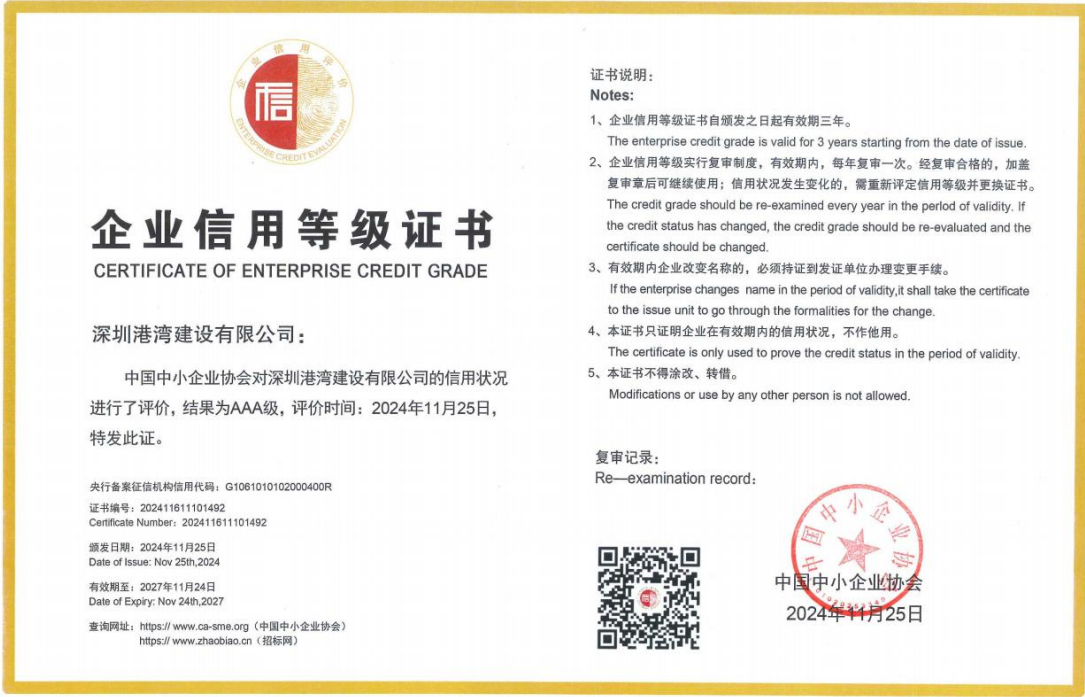 企业信用评价
信
ENTERPRISE CREDIT EVALUATION
企业信用等级证书
CERTIFICATE OF ENTERPRISE CREDIT GRADE
深圳港湾建设有限公司：
中国中小企业协会对深圳港湾建设有限公司的信用状况
进行了评价，结果为AAA级，评价时间：2024年11月25日，
特发此证。
央行备案征信机构信用代码：G1061010102000400R
证书编号：202411611101492
Certificate Number：202411611101492
颁发日期：2024年11月25日
Date of Issue: Nov 25th,2024
有效期至：2027年11月24日
Date of Expiry: Nov 24th,2027
查询网址：https:// www.ca-sme.org（中国中小企业协会）
https:// www.zhaobiao.cn（招标网）
证书说明：
Notes:
1、企业信用等级证书自颁发之日起有效期三年。
The enterprise credit grade is valid for 3 years starting from the date of issue.
2、企业信用等级实行复审制度，有效期内，每年复审一次。经复审合格的，加盖
复审章后可继续使用；信用状况发生变化的，需重新评定信用等级并更换证书。
The credit grade should be re-examined every year in the perlod of validity. If
the credit status has changed, the credit grade should be re-evaluated and the
certificate should be changed.
3、有效期内企业改变名称的，必须持证到发证单位办理变更手续。
If the enterprise changes name in the period of validity,it shall take the certificate
to the issue unit to go through the formalities for the change.
4、本证书只证明企业在有效期内的信用状况，不作他用。
The certificate is only used to prove the credit status in the period of validity.
5、本证书不得涂改、转借。
Modifications or use by any other person is not allowed.
复审记录：
Re—examination record：
中国中小企业协会
中国中小企业协会
2024年11月25日